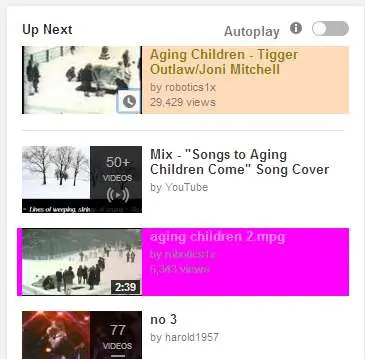 Up Next
Autoplay
Aging Children - Tigger
Outlaw/Joni Mitchell
by robotics1x
29,429 views
50+
VIDEOS
Mix - "Songs to Aging
Children Come" Song Cover
by YouTube
Lines of weeping,
aging children 2.mpg
by robotics1x
5,343 views
2:39
77
VIDEOS
no 3
by harold1957